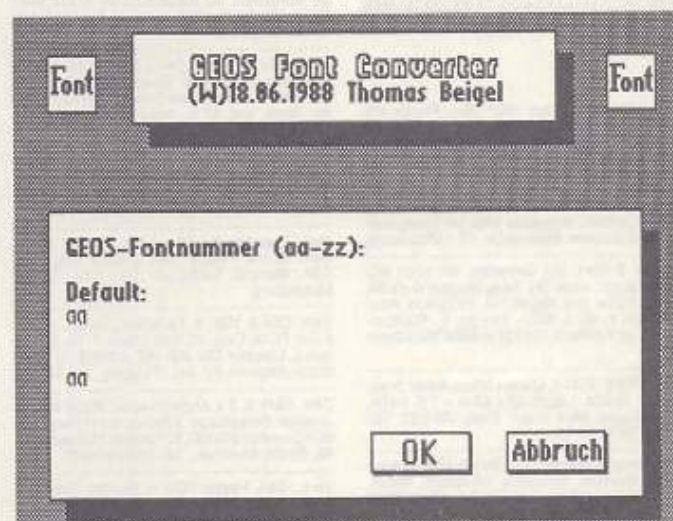 Font
GEOS Font Converter
(W)18.06.1988 Thomas Beigel
Font
GEOS-Fontnummer (aa-zz):
Default:
aa
aa
OK
Abbruch